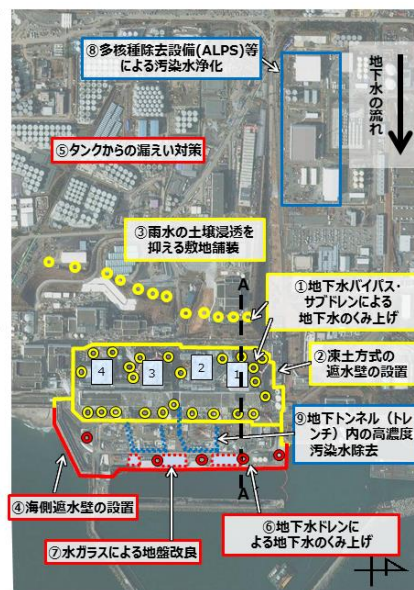 ⑧多核種除去設備(ALPS)等
による汚染水浄化
地下水の流れ
⑤タンクからの漏えい対策
③雨水の土壌浸透を
抑える敷地舗装
A
①地下水バイパス・
サブドレンによる
地下水のくみ上げ
4
3
2
1
②凍土方式の
遮水壁の設置
⑨地下トンネル（トレ
ンチ）内の高濃度
汚染水除去
④海側遮水壁の設置
A
⑥地下水ドレンに
よる地下水のくみ上げ
⑦水ガラスによる地盤改良